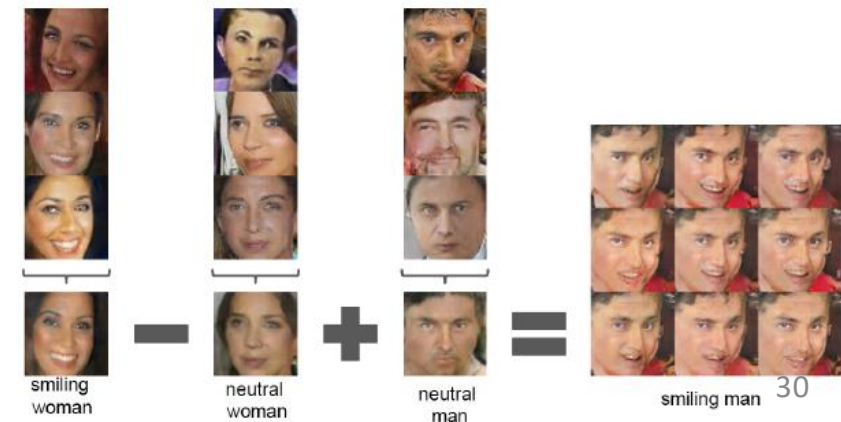 smiling
woman
neutral
woman
neutral
man
smiling man
30